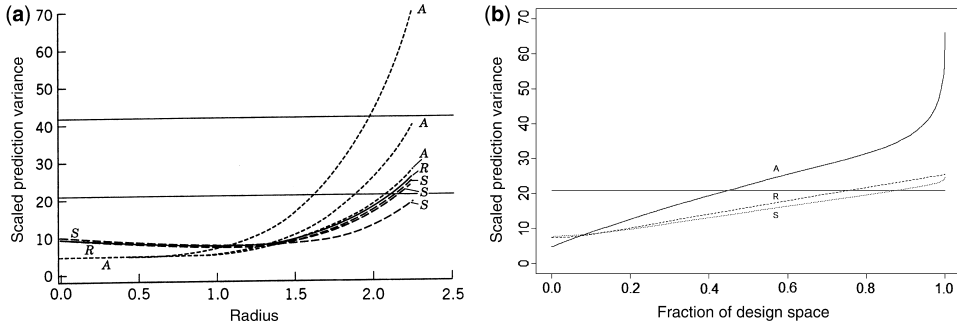 (a)
Scaled prediction variance
70
60
50
40
30
20
10
0
A
A
A
R
S
S
S
S
R
A
0.0 0.5 1.0 1.5 2.0 2.5
Radius
(b)
Scaled prediction variance
70
60
50
40
30
20
10
0
A
R
S
0.0 0.2 0.4 0.6 0.8 1.0
Fraction of design space